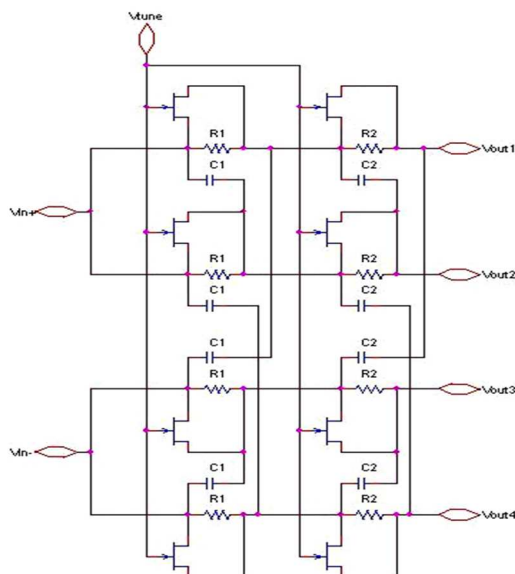 Vtune
R1 R2
Vout1
C1 C2
Vin+
R1 R2
Vout2
C1 C2
C1 C2
R1 R2
Vout3
Vin-
C1 C2
R1 R2
Vout4